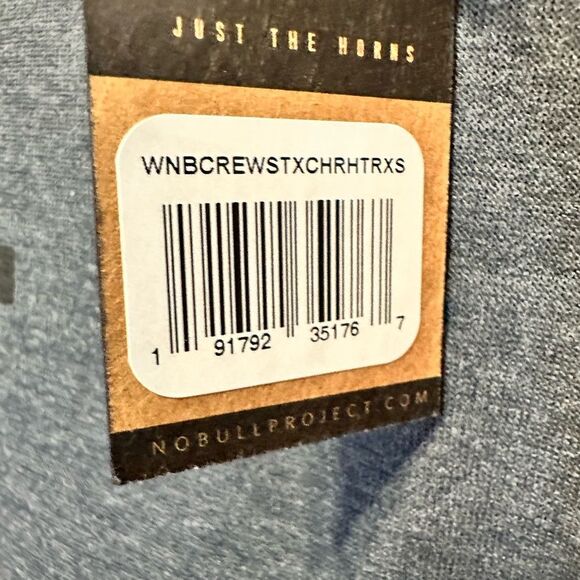 JUST THE HORNS
WNBCREWSTXCHRHTRXS
1 91792 35176 7
NOBULLPROJECT.COM